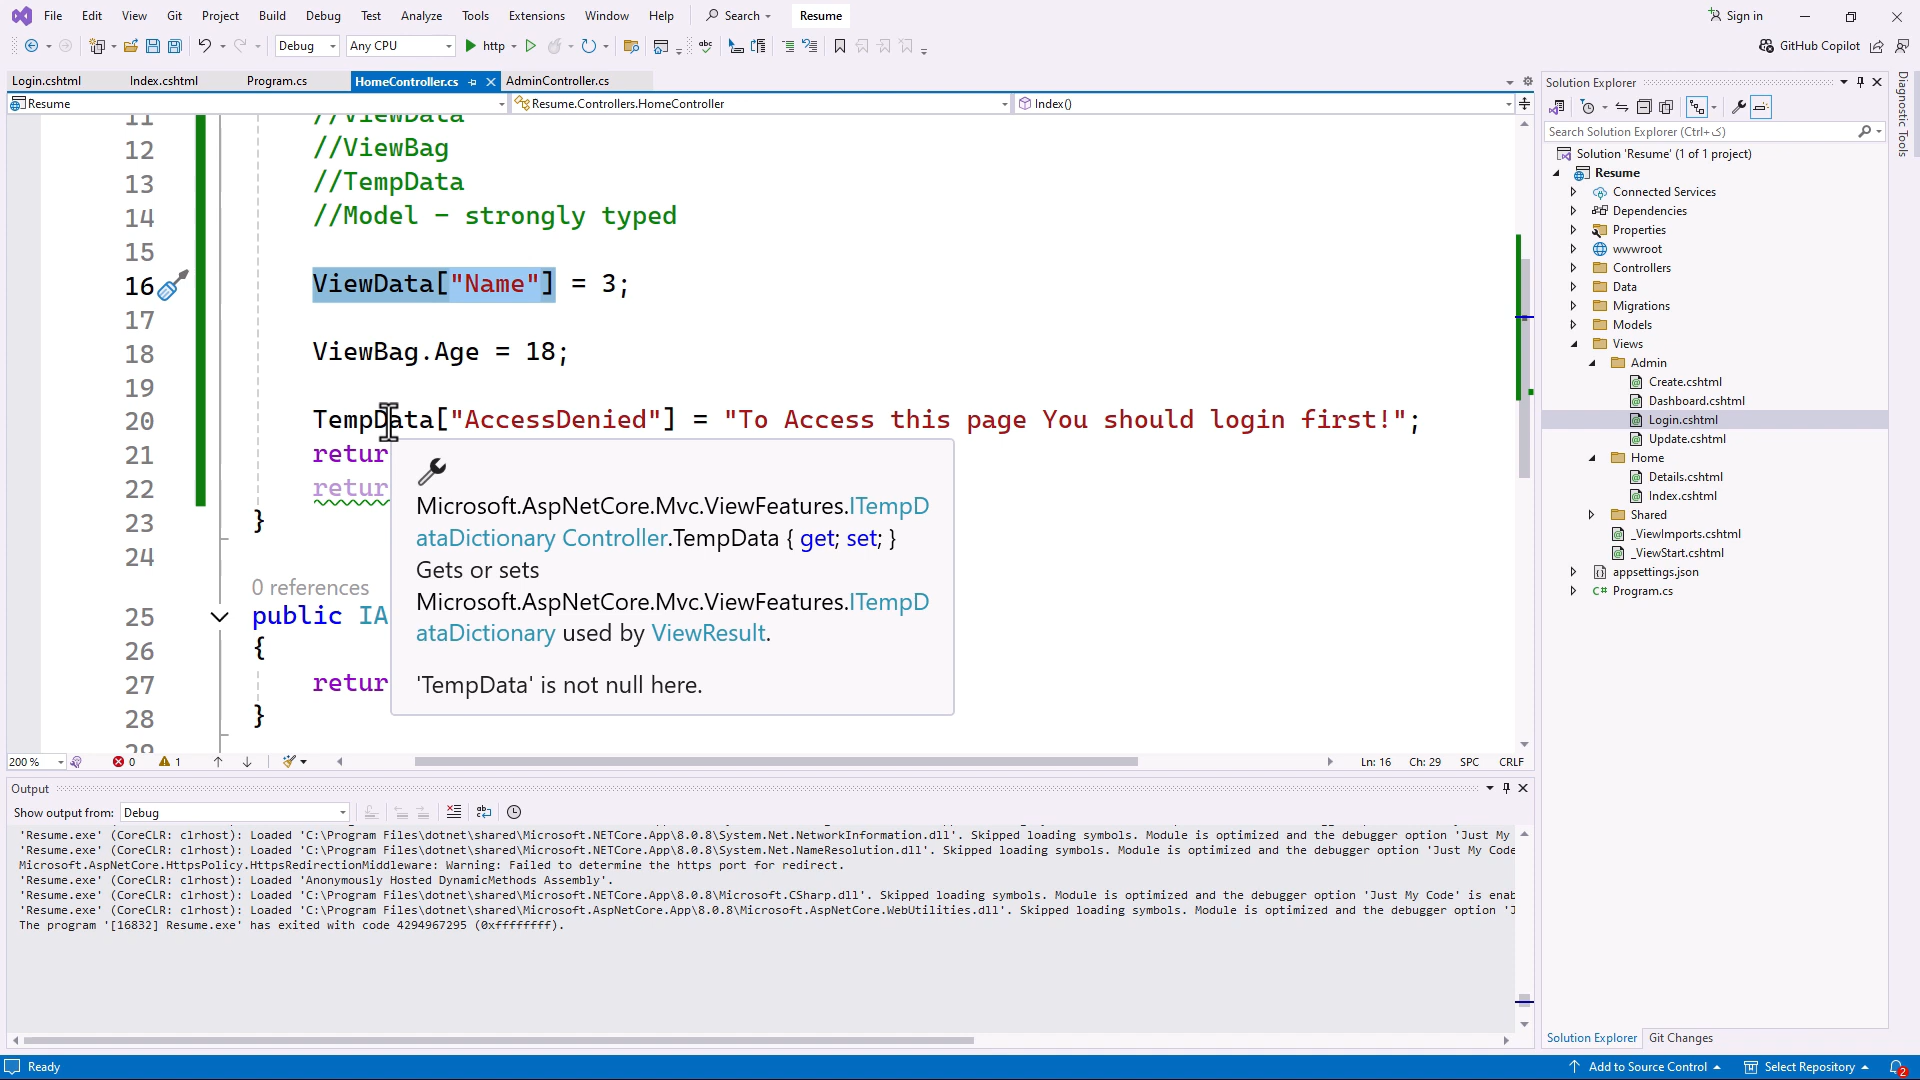 File Edit View Git Project Build Debug Test Analyze Tools Extensions Window Help Search Resume Sign in
Debug Any CPU http GitHub Copilot
Login.cshtml Index.cshtml Program.cs HomeController.cs AdminController.cs
Resume Resume.Controllers.HomeController Index()
11 //ViewData
12 //ViewBag
13 //TempData
14 //Model - strongly typed
15
16 ViewData["Name"] = 3;
17
18 ViewBag.Age = 18;
19
20 TempData["AccessDenied"] = "To Access this page You should login first!";
21 retur
22 retur
23 }
24
0 references
25 public IA
26 {
27 retur
28 }
29
Microsoft.AspNetCore.Mvc.ViewFeatures.ITempD
ataDictionary Controller.TempData { get; set; }
Gets or sets
Microsoft.AspNetCore.Mvc.ViewFeatures.ITempD
ataDictionary used by ViewResult.
'TempData' is not null here.
200 % 0 1 Ln: 16 Ch: 29 SPC CRLF
Output
Show output from: Debug
'Resume.exe' (CoreCLR: clrhost): Loaded 'C:\Program Files\dotnet\shared\Microsoft.NETCore.App\8.0.8\System.Net.NetworkInformation.dll'. Skipped loading symbols. Module is optimized and the debugger option 'Just My
'Resume.exe' (CoreCLR: clrhost): Loaded 'C:\Program Files\dotnet\shared\Microsoft.NETCore.App\8.0.8\System.Net.NameResolution.dll'. Skipped loading symbols. Module is optimized and the debugger option 'Just My Code
Microsoft.AspNetCore.HttpsPolicy.HttpsRedirectionMiddleware: Warning: Failed to determine the https port for redirect.
'Resume.exe' (CoreCLR: clrhost): Loaded 'Anonymously Hosted DynamicMethods Assembly'.
'Resume.exe' (CoreCLR: clrhost): Loaded 'C:\Program Files\dotnet\shared\Microsoft.NETCore.App\8.0.8\Microsoft.CSharp.dll'. Skipped loading symbols. Module is optimized and the debugger option 'Just My Code' is enab
'Resume.exe' (CoreCLR: clrhost): Loaded 'C:\Program Files\dotnet\shared\Microsoft.AspNetCore.App\8.0.8\Microsoft.AspNetCore.WebUtilities.dll'. Skipped loading symbols. Module is optimized and the debugger option 'J
The program '[16832] Resume.exe' has exited with code 4294967295 (0xffffffff).
Solution Explorer
Search Solution Explorer (Ctrl+ک)
Solution 'Resume' (1 of 1 project)
Resume
Connected Services
Dependencies
Properties
wwwroot
Controllers
Data
Migrations
Models
Views
Admin
Create.cshtml
Dashboard.cshtml
Login.cshtml
Update.cshtml
Home
Details.cshtml
Index.cshtml
Shared
_ViewImports.cshtml
_ViewStart.cshtml
appsettings.json
C# Program.cs
Solution Explorer Git Changes
Diagnostic Tools
Ready Add to Source Control Select Repository 2